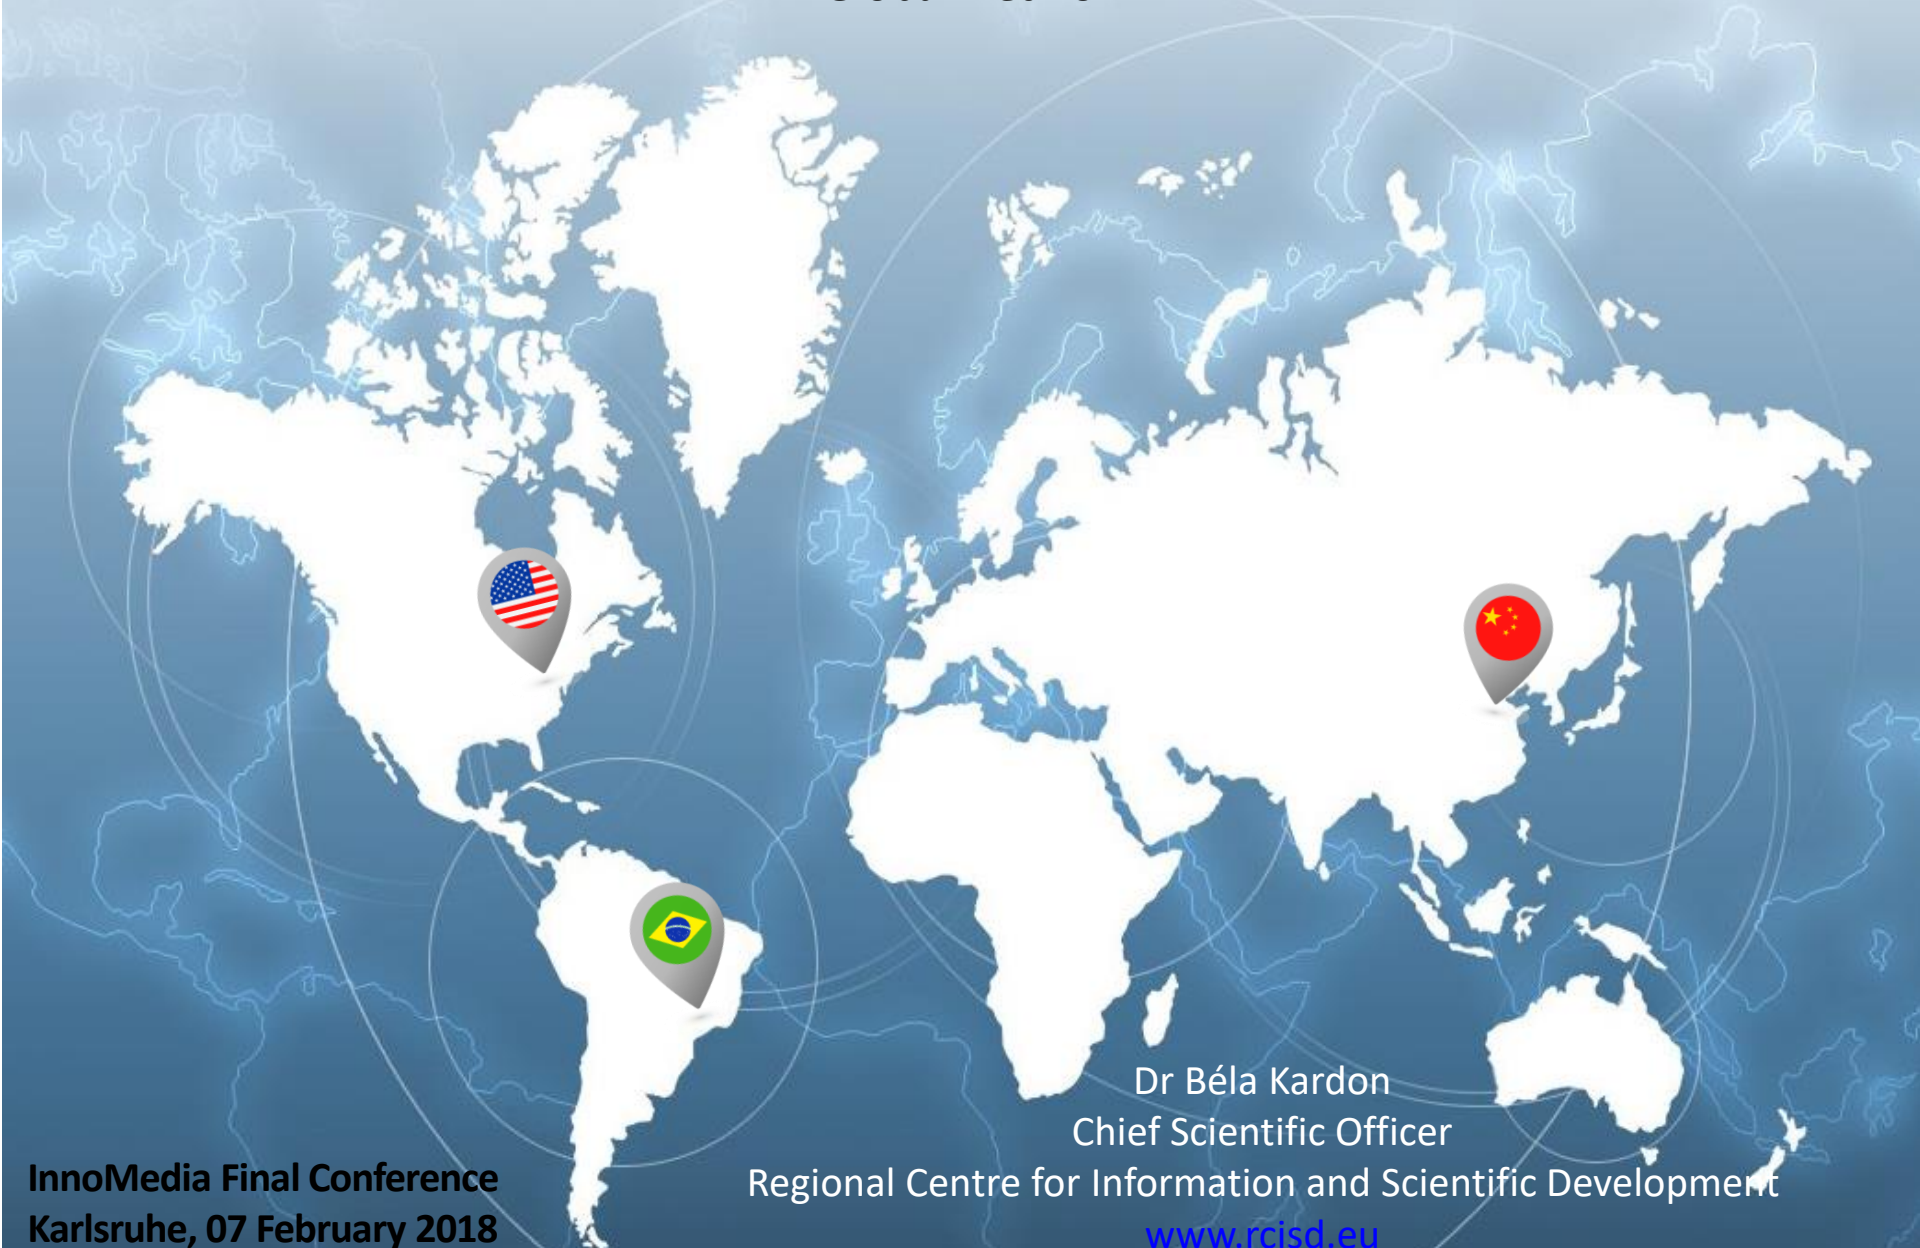 Dr Béla Kardon
Chief Scientific Officer
Regional Centre for Information and Scientific Development
www.rcisd.eu
InnoMedia Final Conference
Karlsruhe, 07 February 2018